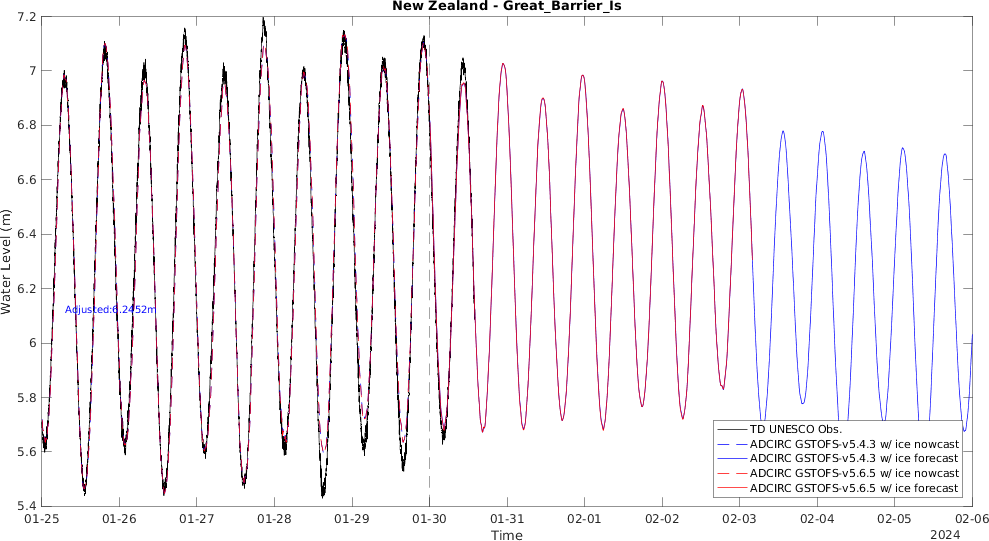 New Zealand - Great_Barrier_Is
7.2
7
6.8
6.6
6.4
6.2
6
5.8
5.6
5.4
Water Level (m)
Adjusted:6.2452m
TD UNESCO Obs.
ADCIRC GSTOFS-v5.4.3 w/ ice nowcast
ADCIRC GSTOFS-v5.4.3 w/ ice forecast
ADCIRC GSTOFS-v5.6.5 w/ ice nowcast
ADCIRC GSTOFS-v5.6.5 w/ ice forecast
01-25 01-26 01-27 01-28 01-29 01-30 01-31 02-01 02-02 02-03 02-04 02-05 02-06
Time
2024